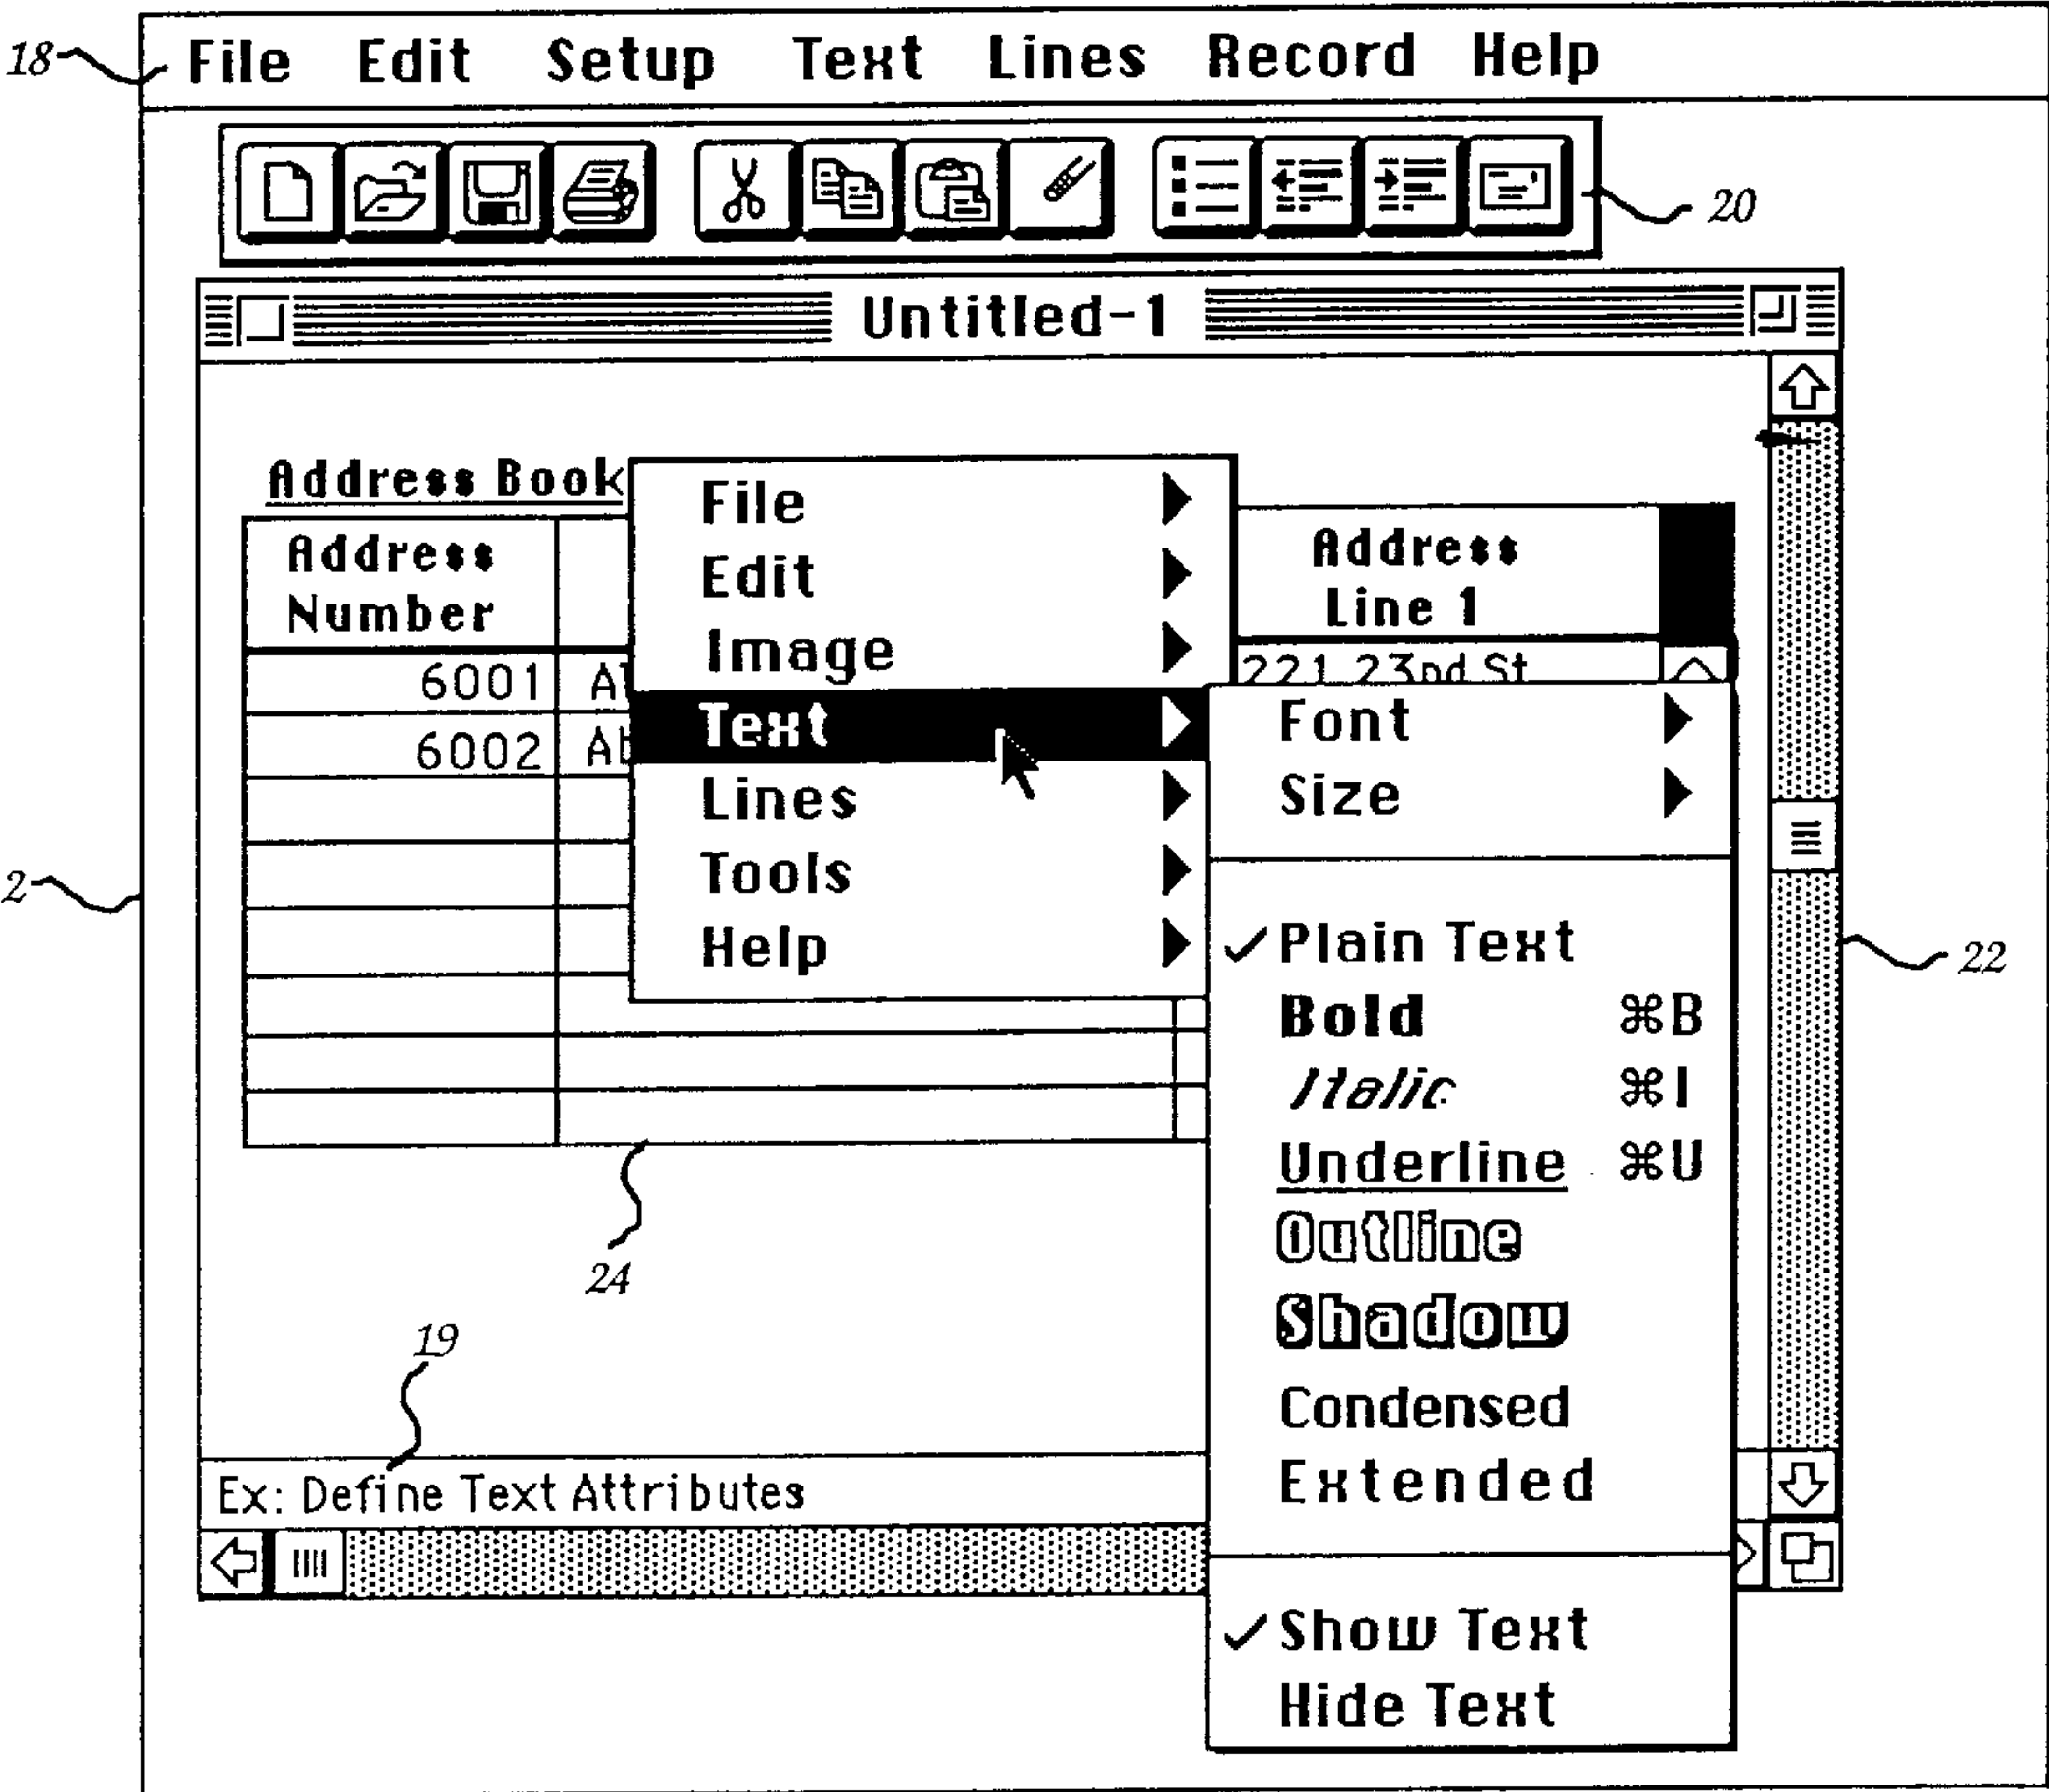 18 File Edit Setup Text Lines Record Help
20
Untitled-1
Address Book
Address
Number
Address
Line 1
6001 221 23nd St
6002
File
Edit
Image
Text
Lines
Tools
Help
Font
Size
✓Plain Text
Bold ⌘B
Italic ⌘I
Underline ⌘U
Outline
Shadow
Condensed
Extended
✓Show Text
Hide Text
2
22
24
19
Ex: Define Text Attributes